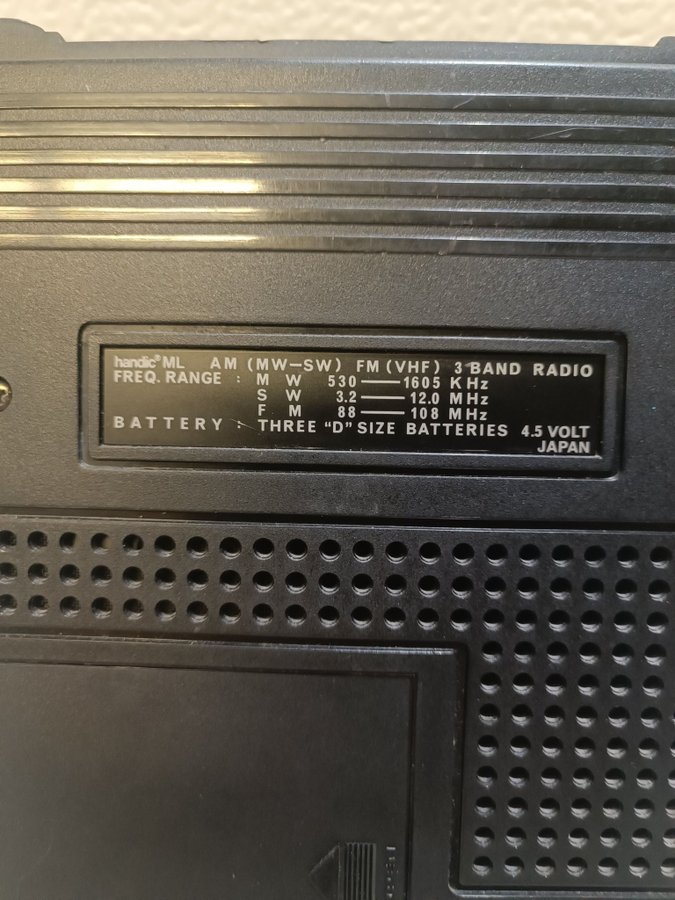 handic® ML AM (MW-SW) FM (VHF) 3 BAND RADIO
FREQ. RANGE : M W 530 — 1605 KHz
S W 3.2 — 12.0 MHz
F M 88 — 108 MHz
BATTERY : THREE "D" SIZE BATTERIES 4.5 VOLT
JAPAN